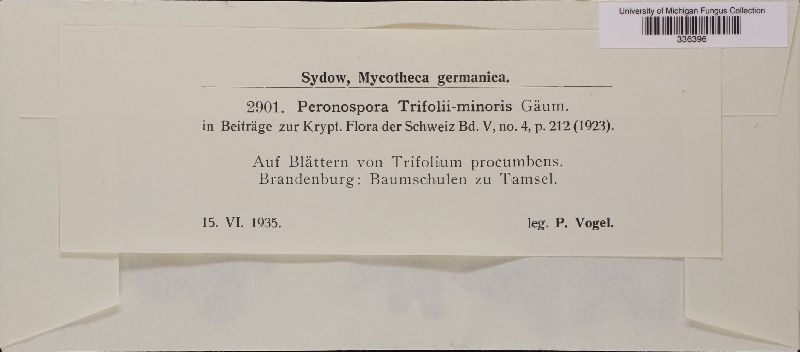 University of Michigan Fungus Collection
336396
Sydow, Mycotheca germanica.
2901. Peronospora Trifolii-minoris Gäum.
in Beiträge zur Krypt. Flora der Schweiz Bd. V, no. 4, p. 212 (1923).
Auf Blättern von Trifolium procumbens.
Brandenburg: Baumschulen zu Tamsel.
15. VI. 1935. leg. P. Vogel.